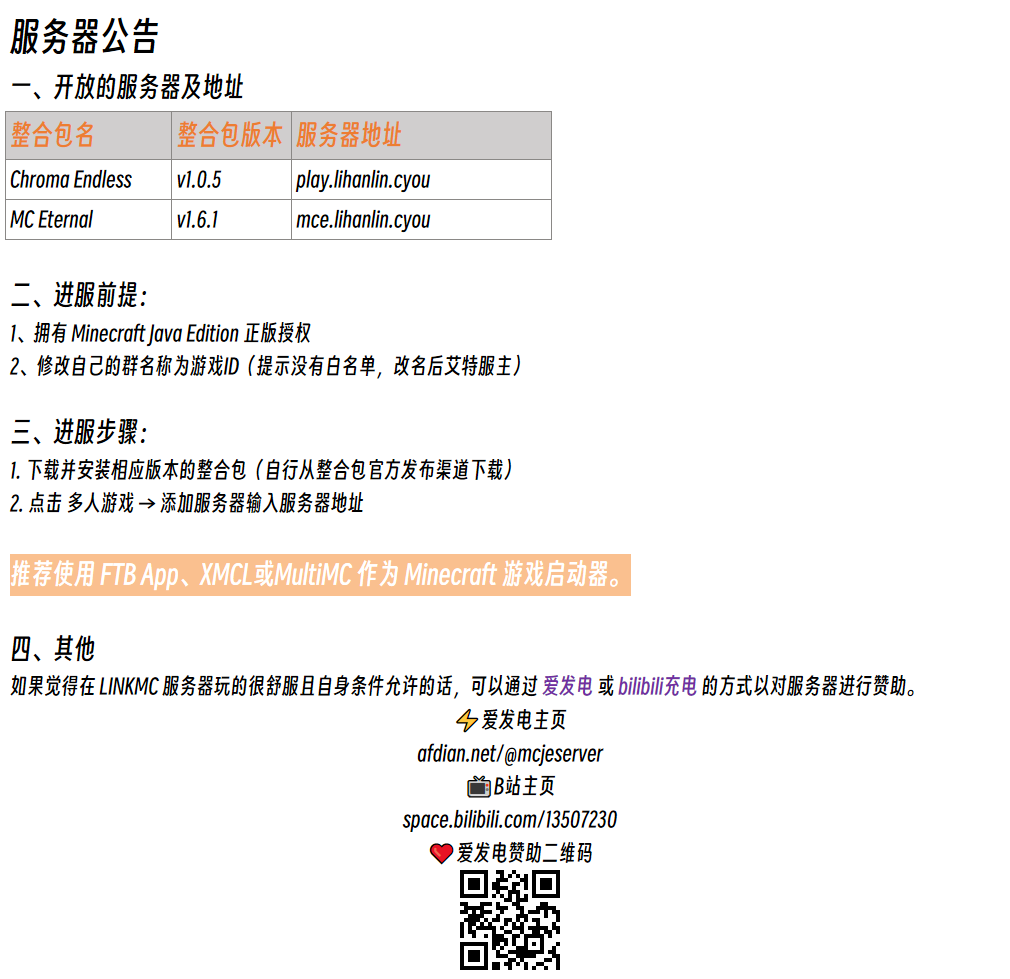 服务器公告
一、开放的服务器及地址
整合包名 整合包版本 服务器地址
Chroma Endless v1.0.5 play.lihanlin.cyou
MC Eternal v1.6.1 mce.lihanlin.cyou
二、进服前提：
1、拥有 Minecraft Java Edition 正版授权
2、修改自己的群名称为游戏ID（提示没有白名单，改名后艾特服主）
三、进服步骤：
1. 下载并安装相应版本的整合包（自行从整合包官方发布渠道下载）
2. 点击 多人游戏 → 添加服务器输入服务器地址
推荐使用 FTB App、XMCL或MultiMC 作为 Minecraft 游戏启动器。
四、其他
如果觉得在 LINKMC 服务器玩的很舒服且自身条件允许的话，可以通过 爱发电 或 bilibili充电 的方式以对服务器进行赞助。
⚡爱发电主页
afdian.net/@mcjeserver
📺B站主页
space.bilibili.com/13507230
❤️爱发电赞助二维码